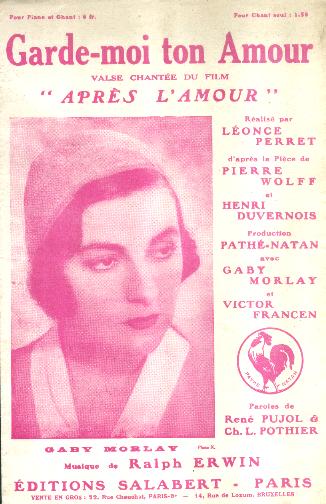 Pour Piano et Chant : 6 fr.
Pour Chant seul : 1.50
Garde-moi ton Amour
VALSE CHANTÉE DU FILM
" APRÈS L'AMOUR "
Réalisé par
LÉONCE
PERRET
d'après la Pièce de
PIERRE
WOLFF
et
HENRI
DUVERNOIS
Production
PATHÉ-NATAN
avec
GABY
MORLAY
et
VICTOR
FRANCEN
PATHÉ NATAN
Paroles de
René PUJOL &
Ch. L. POTHIER
GABY MORLAY
Musique de Ralph ERWIN
ÉDITIONS SALABERT - PARIS
VENTE EN GROS : 22, Rue Chauchat, PARIS-9e — 14, Rue de Loxum, BRUXELLES